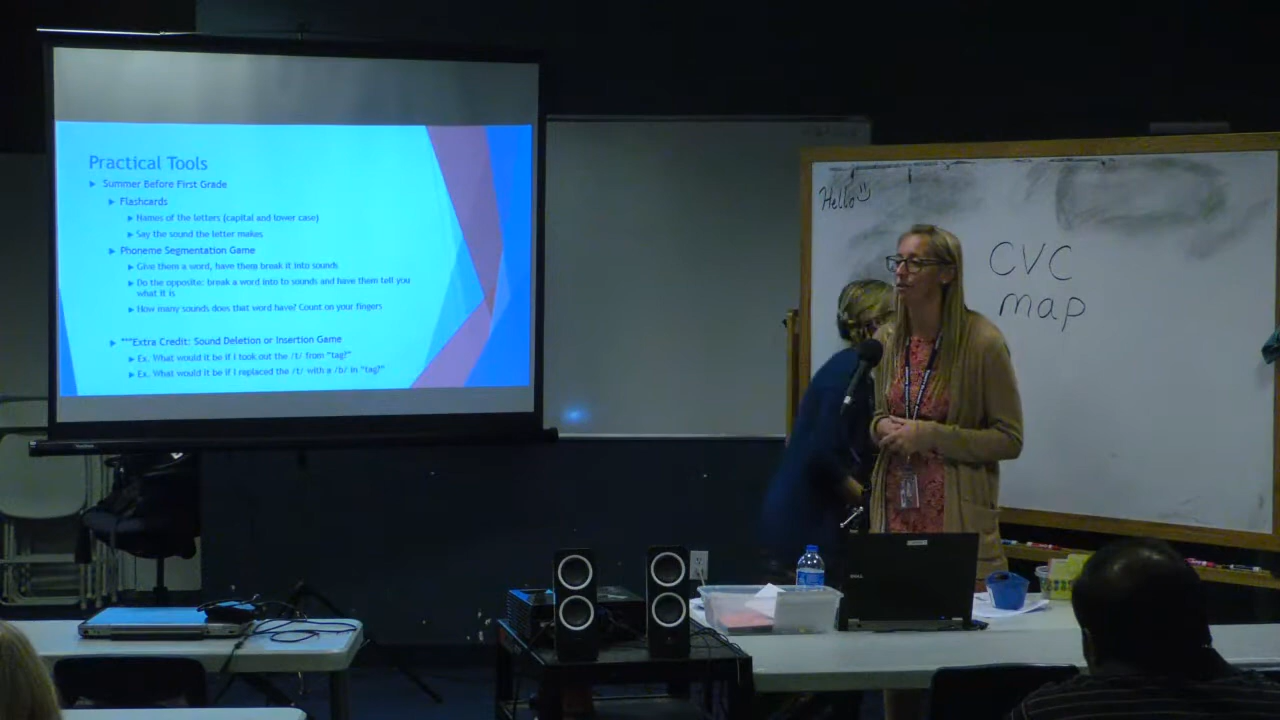 Practical Tools
Summer Before First Grade
Flashcards
Names of the letters (capital and lower case)
Say the sound the letter makes
Phoneme Segmentation Game
Give them a word, have them break it into sounds
Do the opposite: break a word into to sounds and have them tell you
what it is
How many sounds does that word have? Count on your fingers
***Extra Credit: Sound Deletion or Insertion Game
Ex. What would it be if I took out the /t/ from "tag?"
Ex. What would it be if I replaced the /t/ with a /b/ in "tag?"
Hello
CVC
map